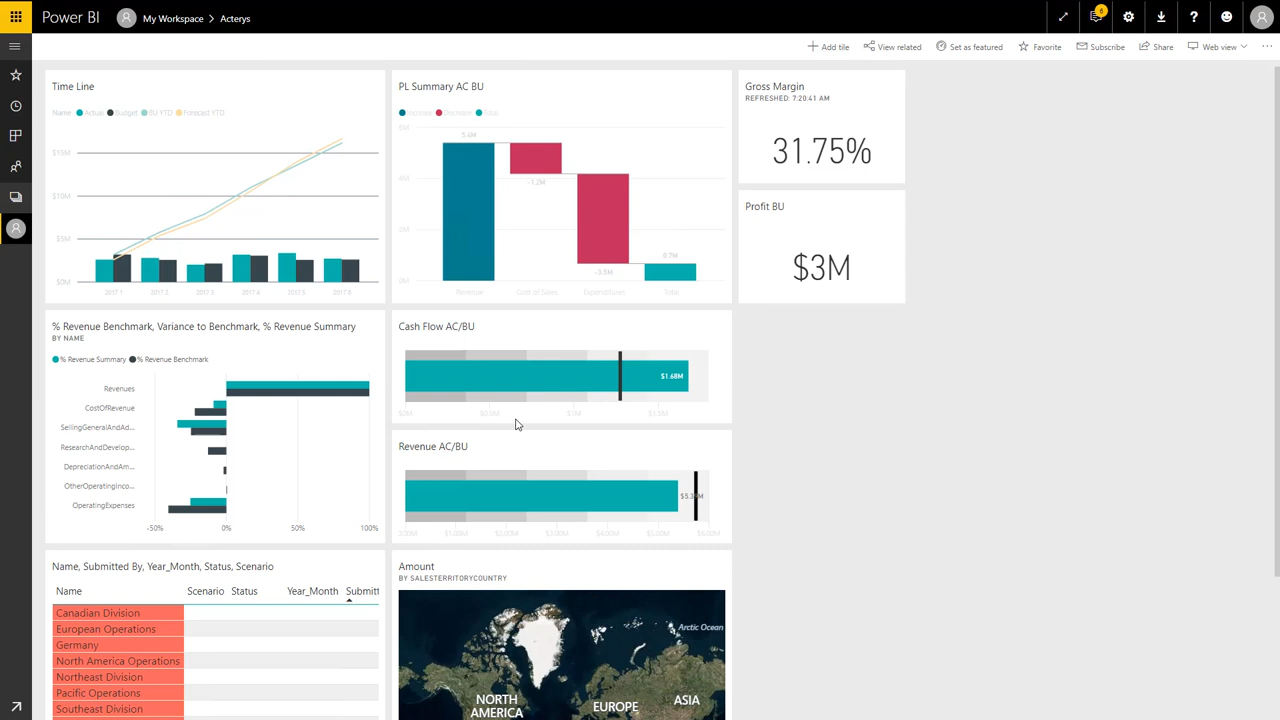 Power BI
My Workspace > Acterys
6
Add tile
View related
Set as featured
Favorite
Subscribe
Share
Web view
Time Line
Name
Actual
Budget
BU YTD
Forecast YTD
$15M
$10M
$5M
$0M
2017.1
2017.2
2017.3
2017.4
2017.5
2017.6
PL Summary AC BU
Increase
Decrease
Total
5.4M
6M
4M
2M
0M
-1.2M
-3.5M
0.7M
Revenue
Cost of Sales
Expenditures
Total
Gross Margin
REFRESHED: 7:20:41 AM
31.75%
Profit BU
$3M
% Revenue Benchmark, Variance to Benchmark, % Revenue Summary
BY NAME
% Revenue Summary
% Revenue Benchmark
Revenues
CostOfRevenue
SellingGeneralAndAd...
ResearchAndDevelop...
DepreciationAndAm...
OtherOperatingInco...
OperatingExpenses
-50%
0%
50%
100%
Cash Flow AC/BU
$1.68M
$0M
$0.5M
$1M
$1.5M
Revenue AC/BU
$1.00M
$2.00M
$3.00M
$4.00M
$5.00M
$6.00M
Name, Submitted By, Year_Month, Status, Scenario
Name
Scenario
Status
Year_Month
Submitt
Canadian Division
European Operations
Germany
North America Operations
Northeast Division
Pacific Operations
Southeast Division
Amount
BY SALESTERRITORYCOUNTRY
Arctic Ocean
NORTH
AMERICA
EUROPE
ASIA